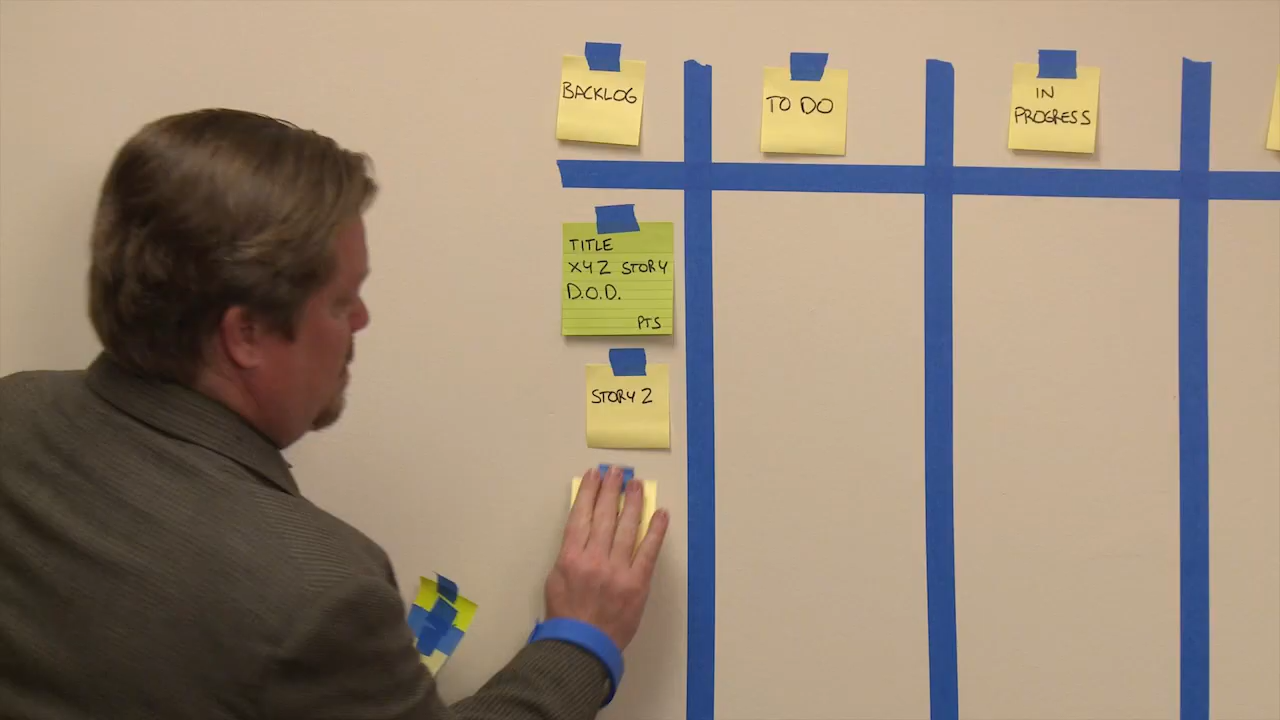 BACKLOG
TO DO
IN
PROGRESS
TITLE
XYZ STORY
D.O.D.
PTS
STORY 2